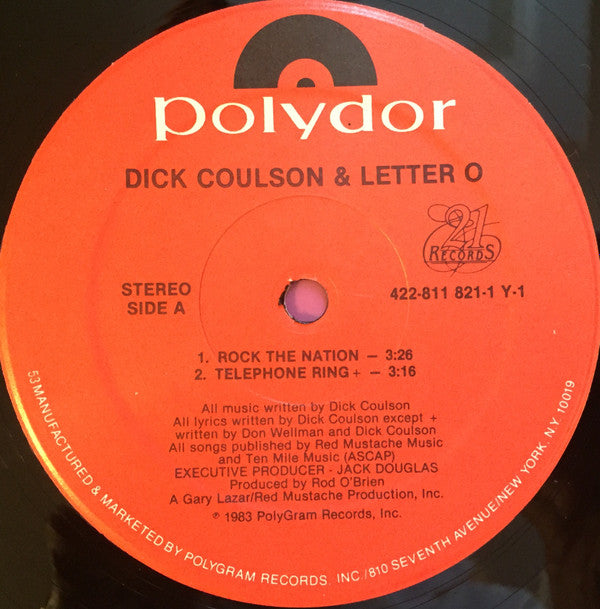 polydor
DICK COULSON & LETTER O
21
RECORDS
STEREO
SIDE A
422-811 821-1 Y-1
1. ROCK THE NATION — 3:26
2. TELEPHONE RING + — 3:16
All music written by Dick Coulson
All lyrics written by Dick Coulson except +
written by Don Wellman and Dick Coulson
All songs published by Red Mustache Music
and Ten Mile Music (ASCAP)
EXECUTIVE PRODUCER - JACK DOUGLAS
Produced by Rod O'Brien
A Gary Lazar/Red Mustache Production, Inc.
℗ 1983 PolyGram Records, Inc.
53 MANUFACTURED & MARKETED BY POLYGRAM RECORDS, INC./810 SEVENTH AVENUE/NEW YORK, N.Y. 10019